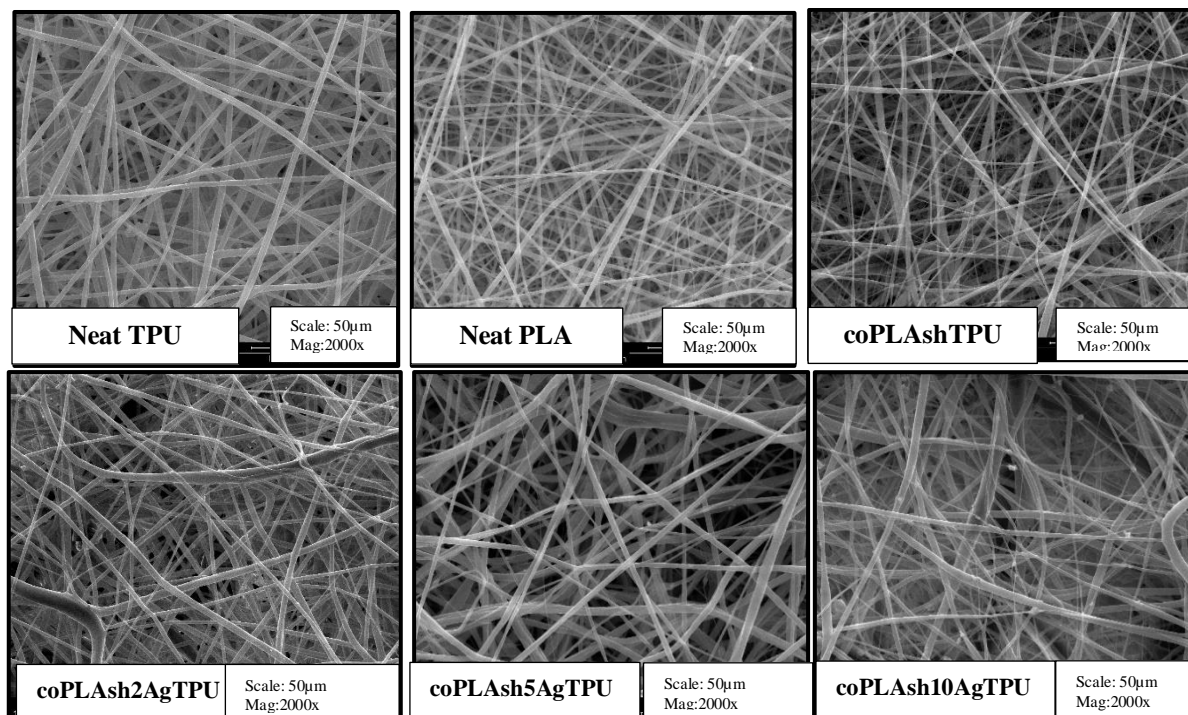 Neat TPU
Scale: 50µm
Mag:2000x
Neat PLA
Scale: 50µm
Mag:2000x
coPLAshTPU
Scale: 50µm
Mag:2000x
coPLAsh2AgTPU
Scale: 50µm
Mag:2000x
coPLAsh5AgTPU
Scale: 50µm
Mag:2000x
coPLAsh10AgTPU
Scale: 50µm
Mag:2000x